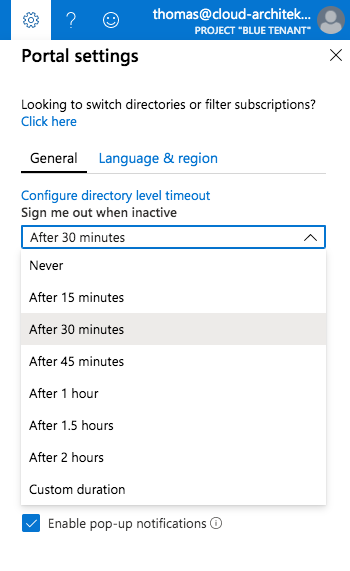 thomas@cloud-architek...
PROJECT "BLUE TENANT"
Portal settings
Looking to switch directories or filter subscriptions?
Click here
General Language & region
Configure directory level timeout
Sign me out when inactive
After 30 minutes
Never
After 15 minutes
After 30 minutes
After 45 minutes
After 1 hour
After 1.5 hours
After 2 hours
Custom duration
Enable pop-up notifications